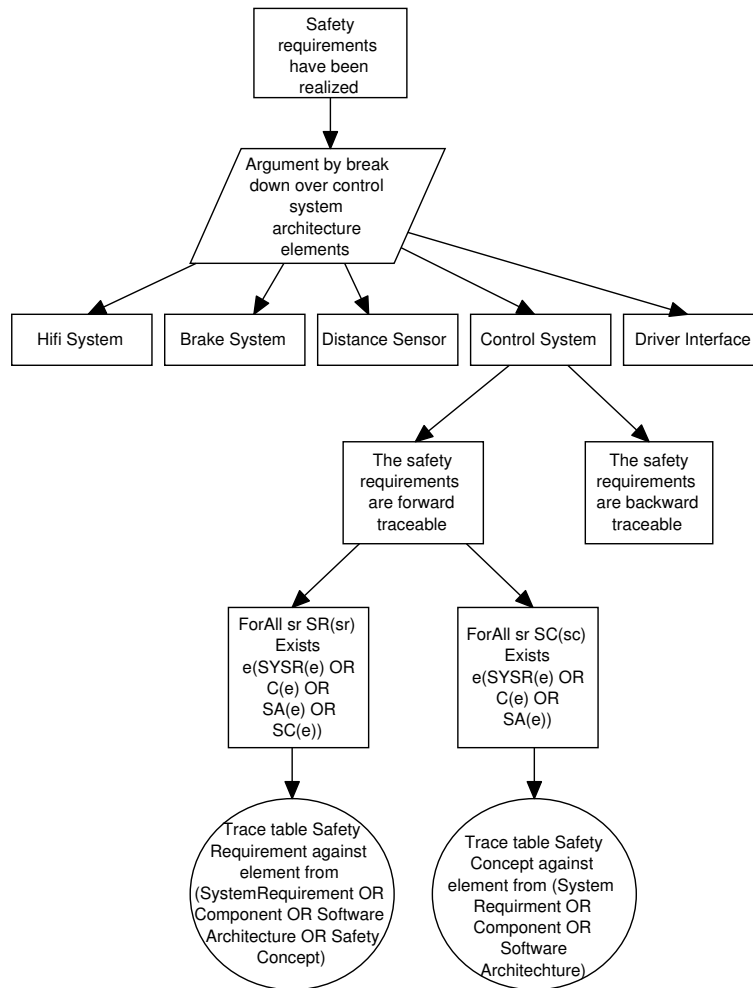 Safety
requirements
have been
realized
Argument by break
down over control
system
architecture
elements
Hifi System
Brake System
Distance Sensor
Control System
Driver Interface
The safety
requirements
are forward
traceable
The safety
requirements
are backward
traceable
ForAll sr SR(sr)
Exists
e(SYSR(e) OR
C(e) OR
SA(e) OR
SC(e))
ForAll sr SC(sc)
Exists
e(SYSR(e) OR
C(e) OR
SA(e))
Trace table Safety
Requirement against
element from
(SystemRequirement OR
Component OR Software
Architecture OR Safety
Concept)
Trace table Safety
Concept against
element from (System
Requirment OR
Component OR
Software
Architechture)